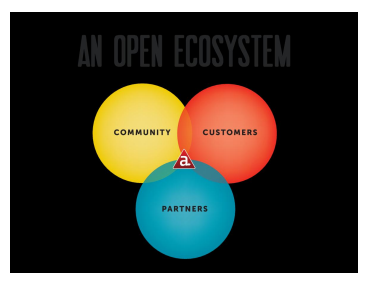 AN OPEN ECOSYSTEM
COMMUNITY
CUSTOMERS
a
PARTNERS